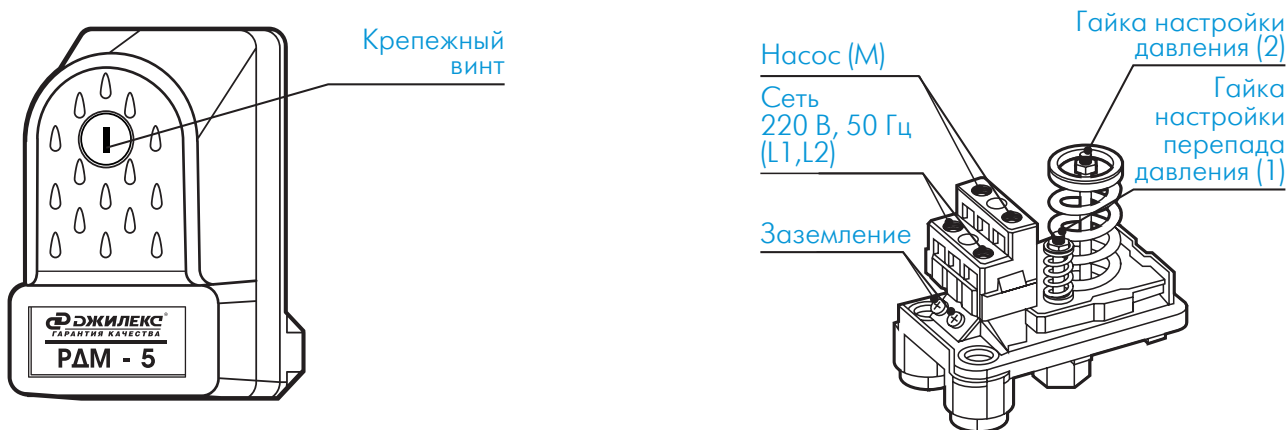 Крепежный
винт
ДЖИЛЕКС®
ГАРАНТИЯ КАЧЕСТВА
РДМ - 5
Насос (М)
Сеть
220 В, 50 Гц
(L1,L2)
Заземление
Гайка настройки
давления (2)
Гайка
настройки
перепада
давления (1)